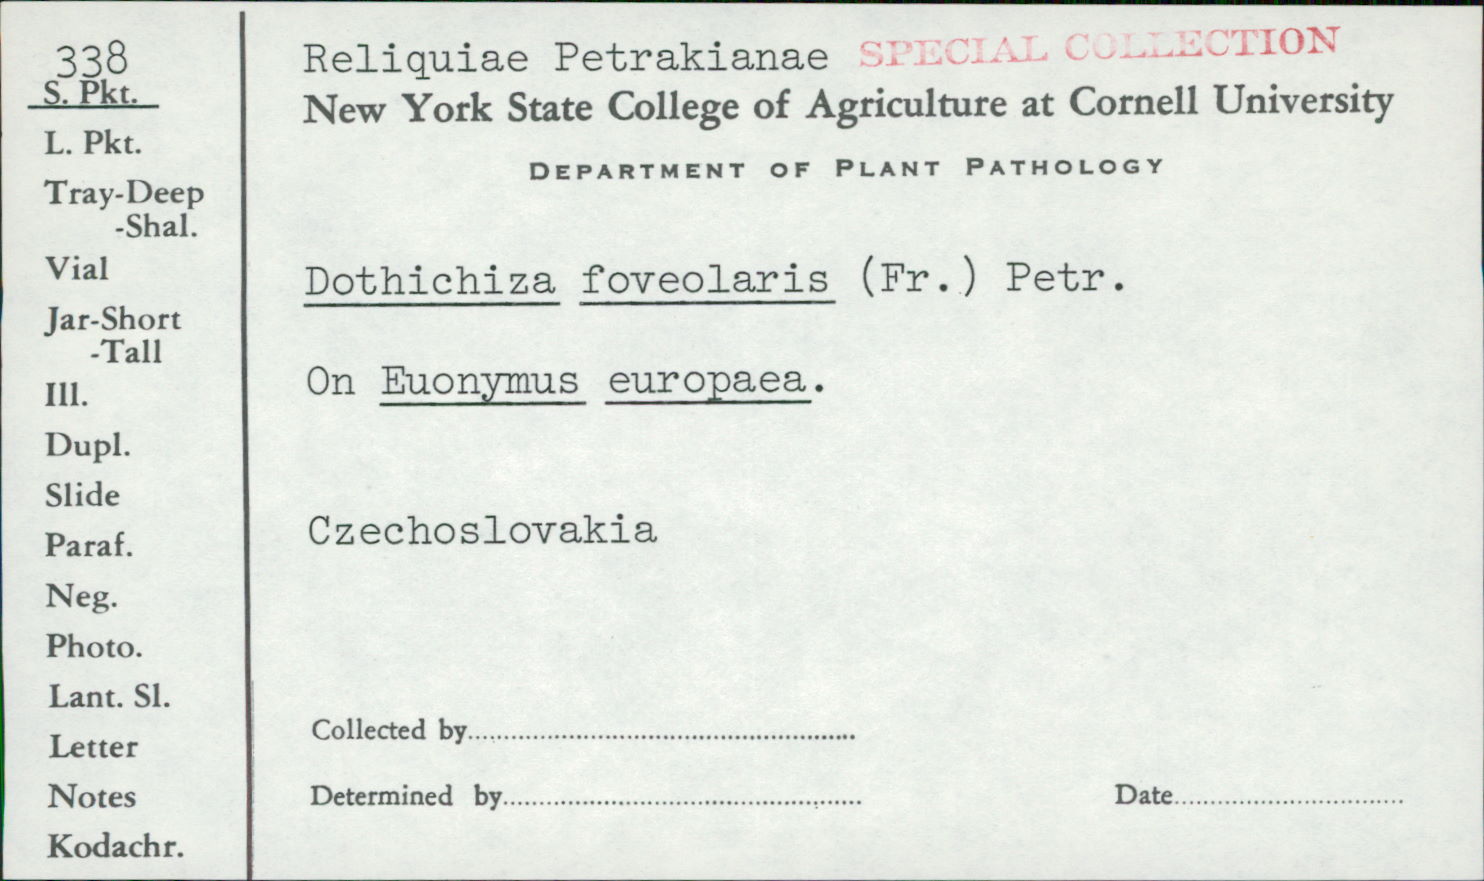 338
S. Pkt.
L. Pkt.
Tray-Deep
-Shal.
Vial
Jar-Short
-Tall
Ill.
Dupl.
Slide
Paraf.
Neg.
Photo.
Lant. Sl.
Letter
Notes
Kodachr.
Reliquiae Petrakianae SPECIAL COLLECTION
New York State College of Agriculture at Cornell University
DEPARTMENT OF PLANT PATHOLOGY
Dothichiza foveolaris (Fr.) Petr.
On Euonymus europaea.
Czechoslovakia
Collected by
Determined by
Date